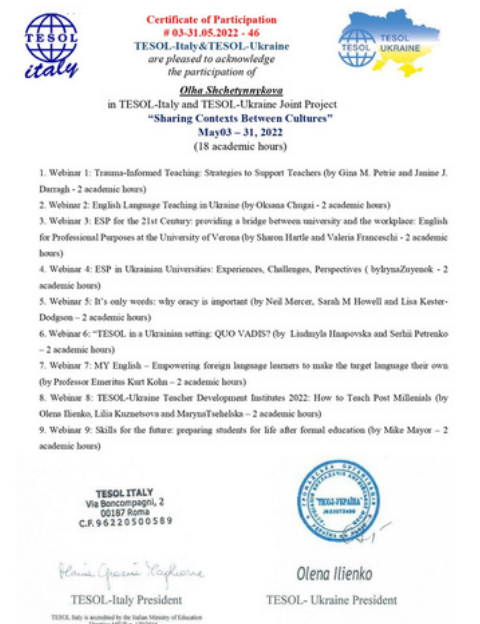 TESOL
italy
TESOL
TESOL
UKRAINE
Certificate of Participation
# 03-31.05.2022 - 46
TESOL-Italy&TESOL-Ukraine
are pleased to acknowledge
the participation of
Olha Shchetynnykova
in TESOL-Italy and TESOL-Ukraine Joint Project
“Sharing Contexts Between Cultures”
May03 – 31, 2022
(18 academic hours)
1. Webinar 1: Trauma-Informed Teaching: Strategies to Support Teachers (by Gina M. Petrie and Janine J.
Darragh - 2 academic hours)
2. Webinar 2: English Language Teaching in Ukraine (by Oksana Chugai - 2 academic hours)
3. Webinar 3: ESP for the 21st Century: providing a bridge between university and the workplace: English
for Professional Purposes at the University of Verona (by Sharon Hartle and Valeria Franceschi - 2 academic
hours)
4. Webinar 4: ESP in Ukrainian Universities: Experiences, Challenges, Perspectives ( byIrynaZuyenok - 2
academic hours)
5. Webinar 5: It's only words: why oracy is important (by Neil Mercer, Sarah M Howell and Lisa Kester-
Dodgson – 2 academic hours)
6. Webinar 6: “TESOL in a Ukrainian setting: QUO VADIS? (by Liudmyla Hnapovska and Serhii Petrenko
– 2 academic hours)
7. Webinar 7: MY English – Empowering foreign language learners to make the target language their own
(by Professor Emeritus Kurt Kohn – 2 academic hours)
8. Webinar 8: TESOL-Ukraine Teacher Development Institutes 2022: How to Teach Post Millenials (by
Olena Ilienko, Lilia Kuznetsova and MarynaTsehelska – 2 academic hours)
9. Webinar 9: Skills for the future: preparing students for life after formal education (by Mike Mayor – 2
academic hours)
TESOL ITALY
Via Boncompagni, 2
00187 Roma
C.F. 96220500589
"ТІСОЛ-УКРАЇНА"
Olena Ilienko
TESOL-Italy President
TESOL- Ukraine President
TESOL Italy is accredited by the Italian Ministry of Education